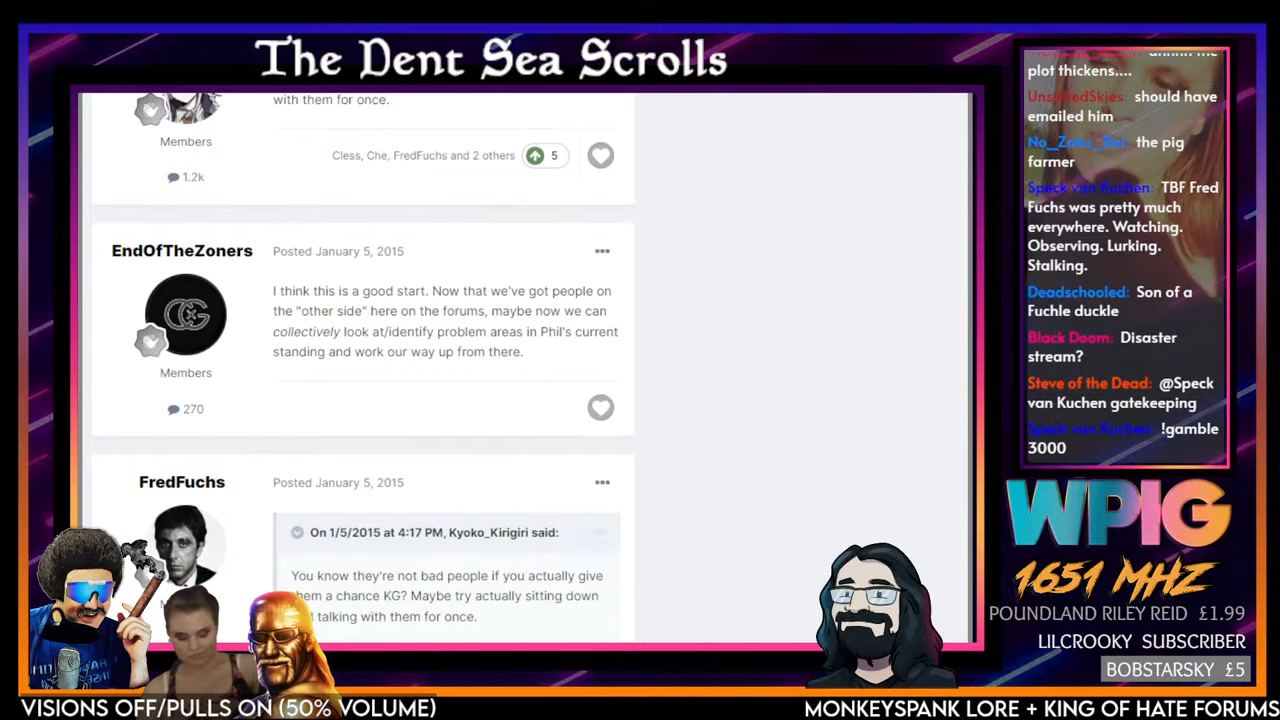 The Dent Sea Scrolls
with them for once.
Members
1.2k
Cless, Che, FredFuchs and 2 others
5
EndOfTheZoners
Posted January 5, 2015
I think this is a good start. Now that we've got people on
the "other side" here on the forums, maybe now we can
collectively look at/identify problem areas in Phil's current
standing and work our way up from there.
Members
270
FredFuchs
Posted January 5, 2015
On 1/5/2015 at 4:17 PM, Kyoko_Kirigiri said:
You know they're not bad people if you actually give
them a chance KG? Maybe try actually sitting down
talking with them for once.
plot thickens....
should have
emailed him
the pig
farmer
Speck van Kuchen: TBF Fred
Fuchs was pretty much
everywhere. Watching.
Observing. Lurking.
Stalking.
Deadschooled: Son of a
Fuchle duckle
Black Doom: Disaster
stream?
Steve of the Dead: @Speck
van Kuchen gatekeeping
Speck van Kuchen: !gamble
3000
WPIG
1651 MHZ
POUNDLAND RILEY REID £1.99
LILCROOKY SUBSCRIBER
BOBSTARSKY £5
VISIONS OFF/PULLS ON (50% VOLUME)
MONKEYSPANK LORE + KING OF HATE FORUMS